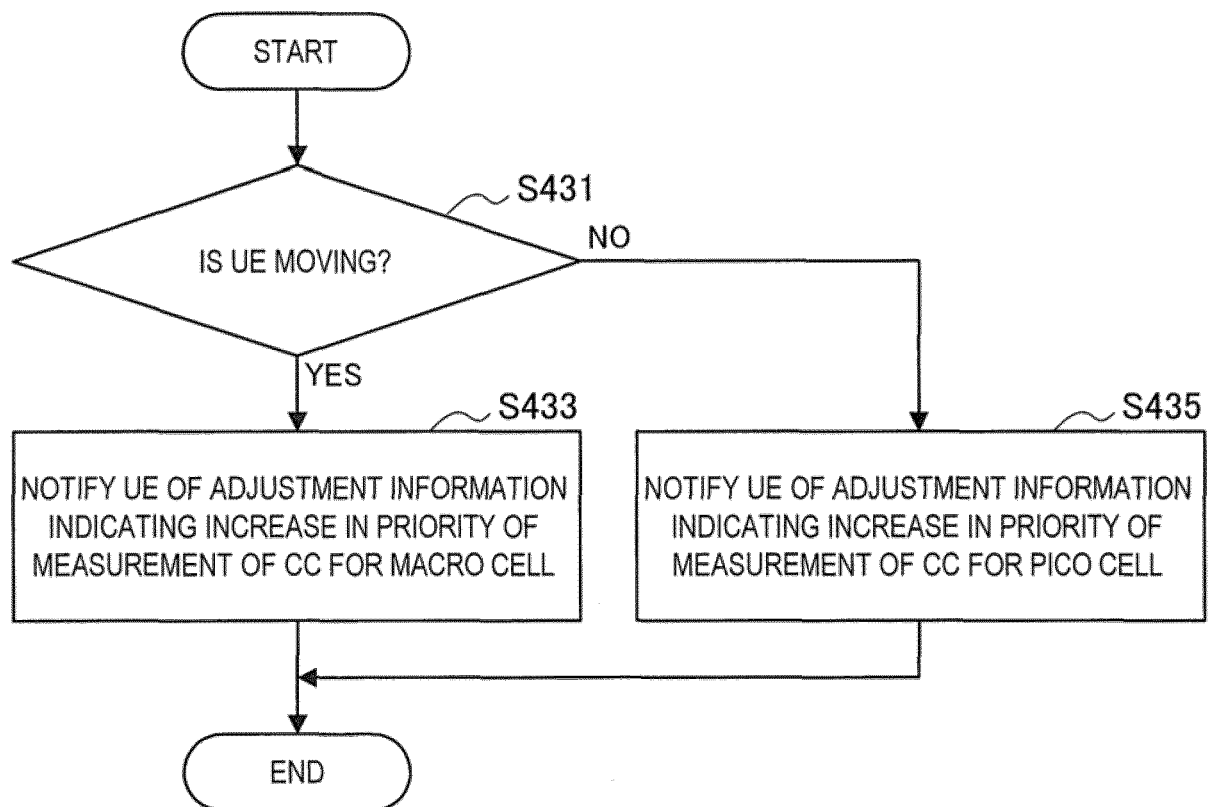 START
S431
IS UE MOVING?
NO
YES
S433
NOTIFY UE OF ADJUSTMENT INFORMATION
INDICATING INCREASE IN PRIORITY OF
MEASUREMENT OF CC FOR MACRO CELL
S435
NOTIFY UE OF ADJUSTMENT INFORMATION
INDICATING INCREASE IN PRIORITY OF
MEASUREMENT OF CC FOR PICO CELL
END